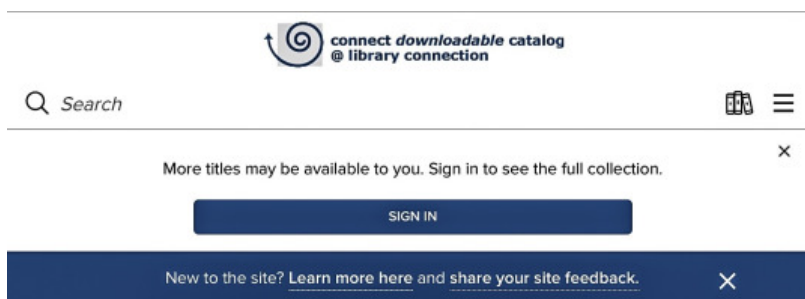 connect downloadable catalog
@ library connection
Search
More titles may be available to you. Sign in to see the full collection.
SIGN IN
New to the site? Learn more here and share your site feedback.